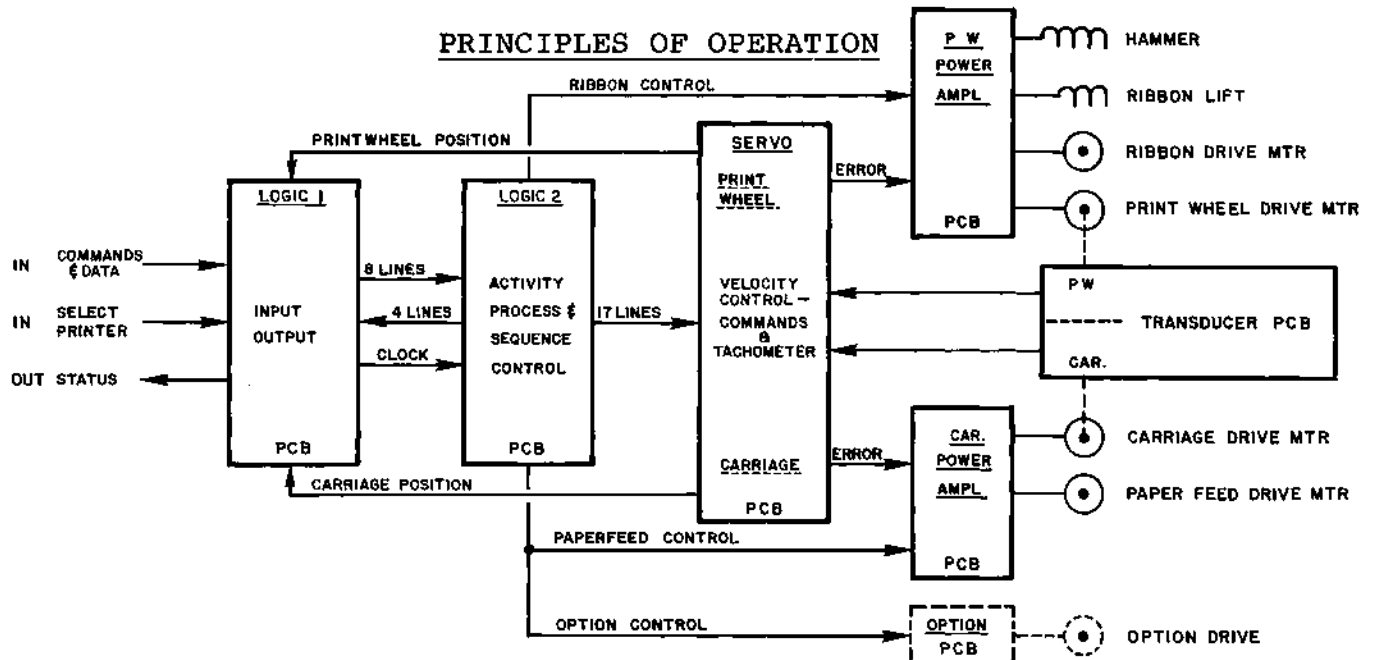 PRINCIPLES OF OPERATION
RIBBON CONTROL
PRINTWHEEL POSITION
IN COMMANDS
& DATA
IN SELECT
PRINTER
OUT STATUS
LOGIC 1
INPUT
OUTPUT
PCB
8 LINES
4 LINES
CLOCK
LOGIC 2
ACTIVITY
PROCESS &
SEQUENCE
CONTROL
PCB
17 LINES
CARRIAGE POSITION
SERVO
PRINT
WHEEL
VELOCITY
CONTROL –
COMMANDS
&
TACHOMETER
CARRIAGE
PCB
ERROR
ERROR
PAPERFEED CONTROL
OPTION CONTROL
P W
POWER
AMPL
PCB
HAMMER
RIBBON LIFT
RIBBON DRIVE MTR
PRINT WHEEL DRIVE MTR
PW
TRANSDUCER PCB
CAR.
CAR.
POWER
AMPL
PCB
CARRIAGE DRIVE MTR
PAPER FEED DRIVE MTR
OPTION
PCB
OPTION DRIVE